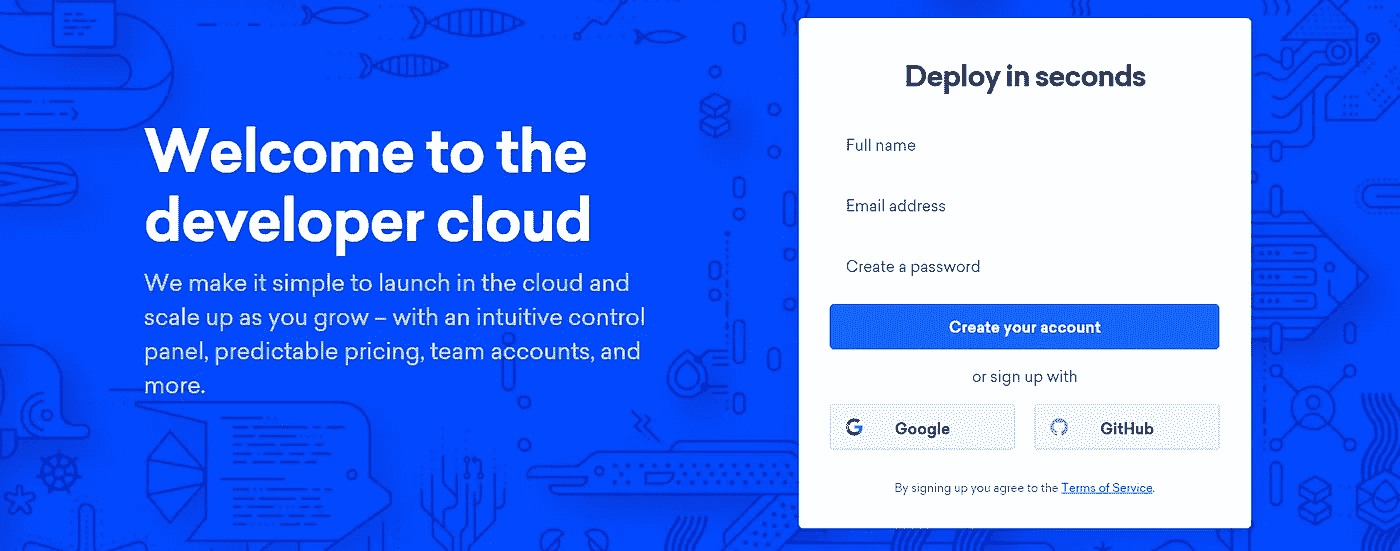 Welcome to the
developer cloud
We make it simple to launch in the cloud and
scale up as you grow – with an intuitive control
panel, predictable pricing, team accounts, and
more.
Deploy in seconds
Full name
Email address
Create a password
Create your account
or sign up with
Google
GitHub
By signing up you agree to the Terms of Service.